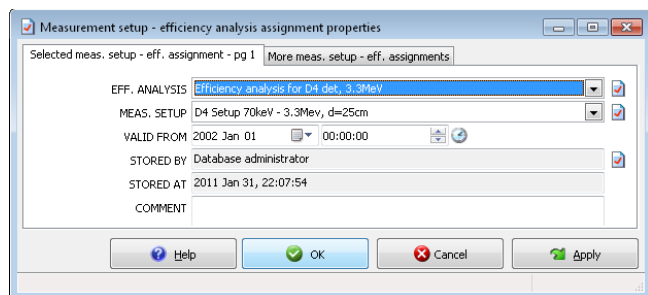 Measurement setup - efficiency analysis assignment properties
Selected meas. setup - eff. assignment - pg 1 More meas. setup - eff. assignments
EFF. ANALYSIS Efficiency analysis for D4 det, 3.3MeV
MEAS. SETUP D4 Setup 70keV - 3.3Mev, d=25cm
VALID FROM 2002 Jan 01 00:00:00
STORED BY Database administrator
STORED AT 2011 Jan 31, 22:07:54
COMMENT
Help OK Cancel Apply